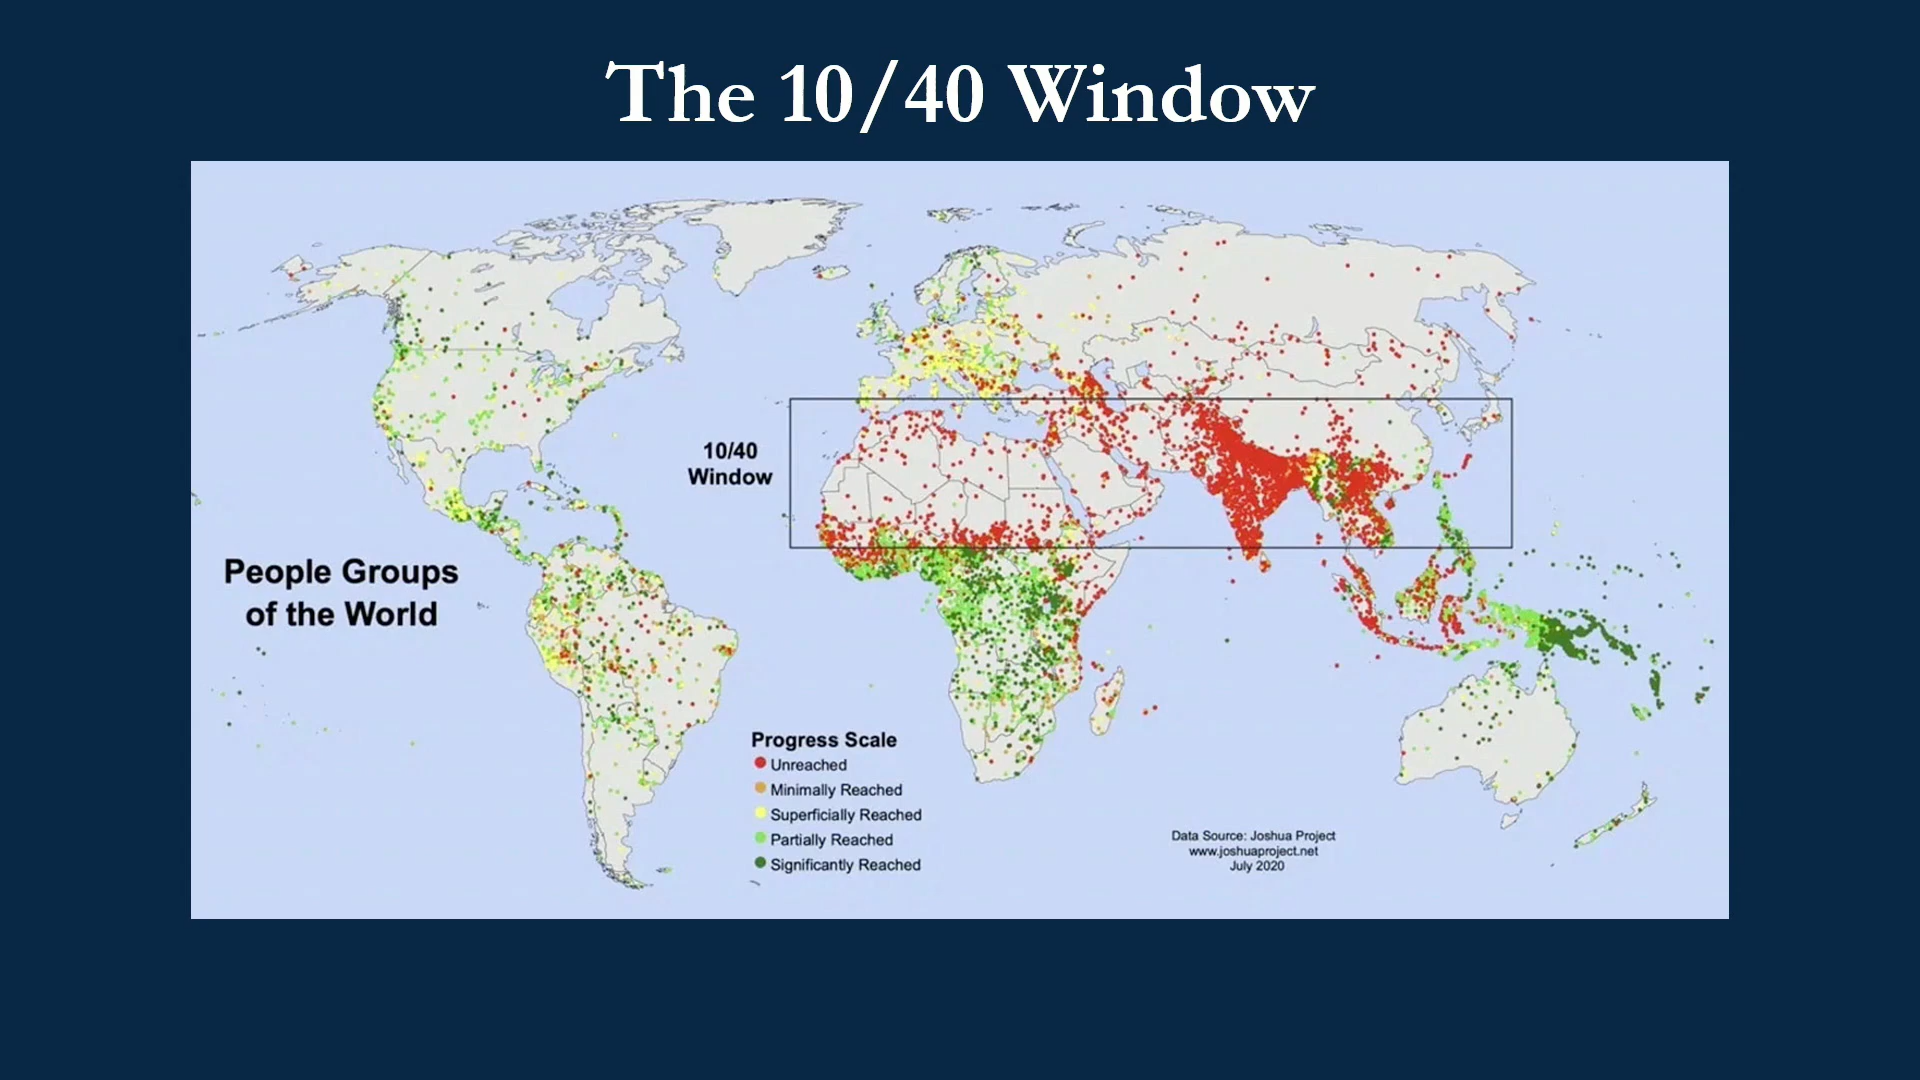 The 10/40 Window
10/40
Window
People Groups
of the World
Progress Scale
Unreached
Minimally Reached
Superficially Reached
Partially Reached
Significantly Reached
Data Source: Joshua Project
www.joshuaproject.net
July 2020